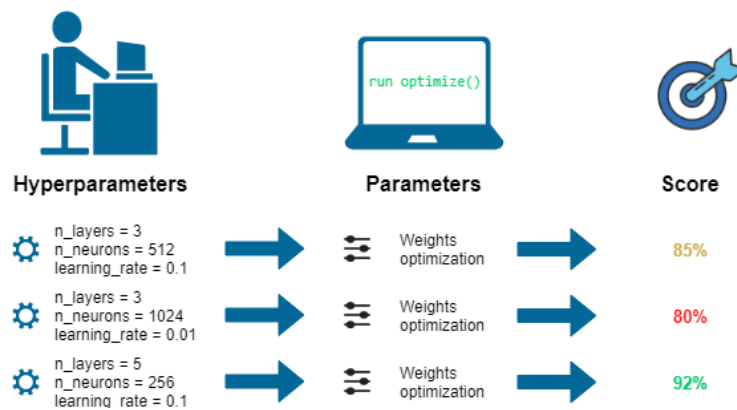 run optimize()
Hyperparameters
Parameters
Score
n_layers = 3
n_neurons = 512
learning_rate = 0.1
Weights
optimization
85%
n_layers = 3
n_neurons = 1024
learning_rate = 0.01
Weights
optimization
80%
n_layers = 5
n_neurons = 256
learning_rate = 0.1
Weights
optimization
92%